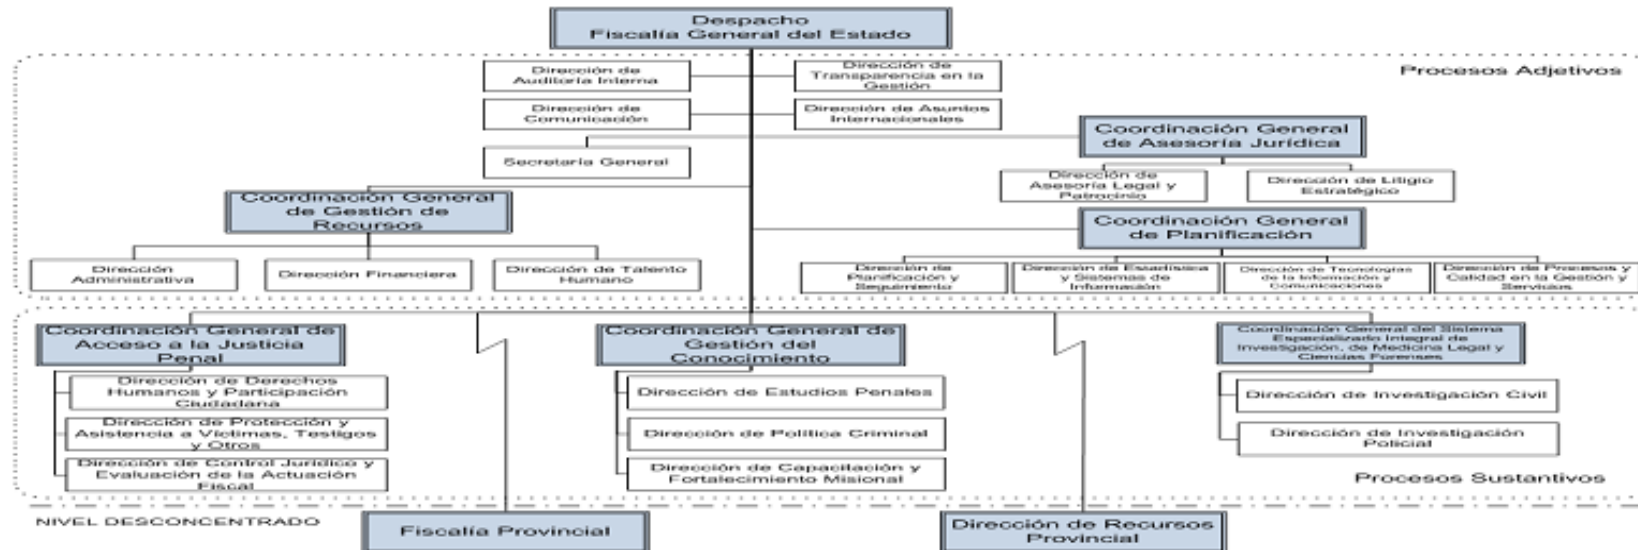 Despacho
Fiscalía General del Estado
Procesos Adjetivos
Dirección de
Auditoría Interna
Dirección de
Transparencia en la
Gestión
Dirección de
Comunicación
Dirección de Asuntos
Internacionales
Secretaría General
Coordinación General
de Asesoría Jurídica
Dirección de
Asesoría Legal y
Patrocinio
Dirección de Litigio
Estratégico
Coordinación General
de Gestión de
Recursos
Dirección
Administrativa
Dirección Financiera
Dirección de Talento
Humano
Coordinación General
de Planificación
Dirección de
Planificación y
Seguimiento
Dirección de Estadística
y Sistemas de
Información
Dirección de Tecnologías
de la Información y
Comunicaciones
Dirección de Procesos y
Calidad en la Gestión y
Servicios
Coordinación General de
Acceso a la Justicia
Penal
Dirección de Derechos
Humanos y Participación
Ciudadana
Dirección de Protección y
Asistencia a Víctimas, Testigos
y Otros
Dirección de Control Jurídico y
Evaluación de la Actuación
Fiscal
Coordinación General de
Gestión del
Conocimiento
Dirección de Estudios Penales
Dirección de Política Criminal
Dirección de Capacitación y
Fortalecimiento Misional
Coordinación General del Sistema
Especializado Integral de
Investigación, de Medicina Legal y
Ciencias Forenses
Dirección de Investigación Civil
Dirección de Investigación
Policial
Procesos Sustantivos
NIVEL DESCONCENTRADO
Fiscalía Provincial
Dirección de Recursos
Provincial